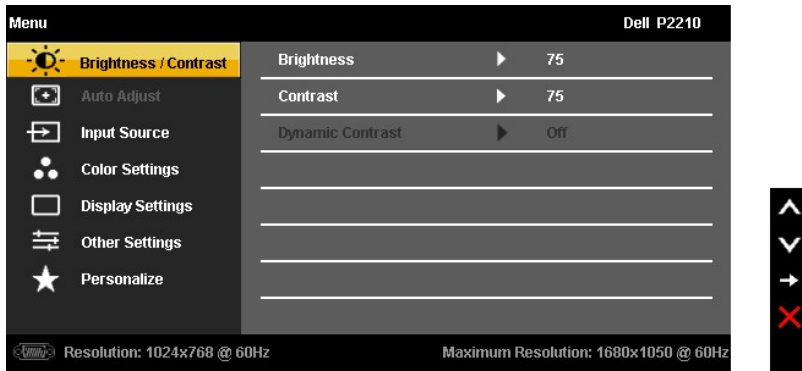 Menu Dell P2210
Brightness / Contrast Brightness 75
Auto Adjust Contrast 75
Input Source Dynamic Contrast Off
Color Settings
Display Settings
Other Settings
Personalize
Resolution: 1024x768 @ 60Hz Maximum Resolution: 1680x1050 @ 60Hz